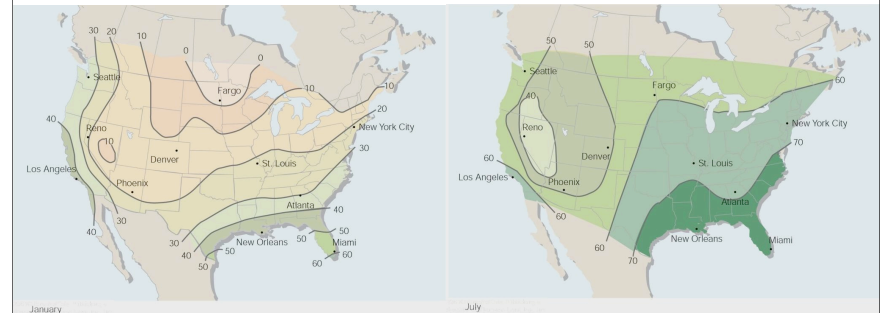 30 20
10
0
0
Seattle
Fargo
10
10
20
40
Reno
10
New York City
Denver
St. Louis
30
Los Angeles
Phoenix
Atlanta
40
30
40
30
40
50
New Orleans
50
50
50
Miami
60
60
January
50
50
Seattle
Fargo
60
40
Reno
New York City
Denver
70
60
St. Louis
Los Angeles
Phoenix
Atlanta
60
60
New Orleans
Miami
70
July